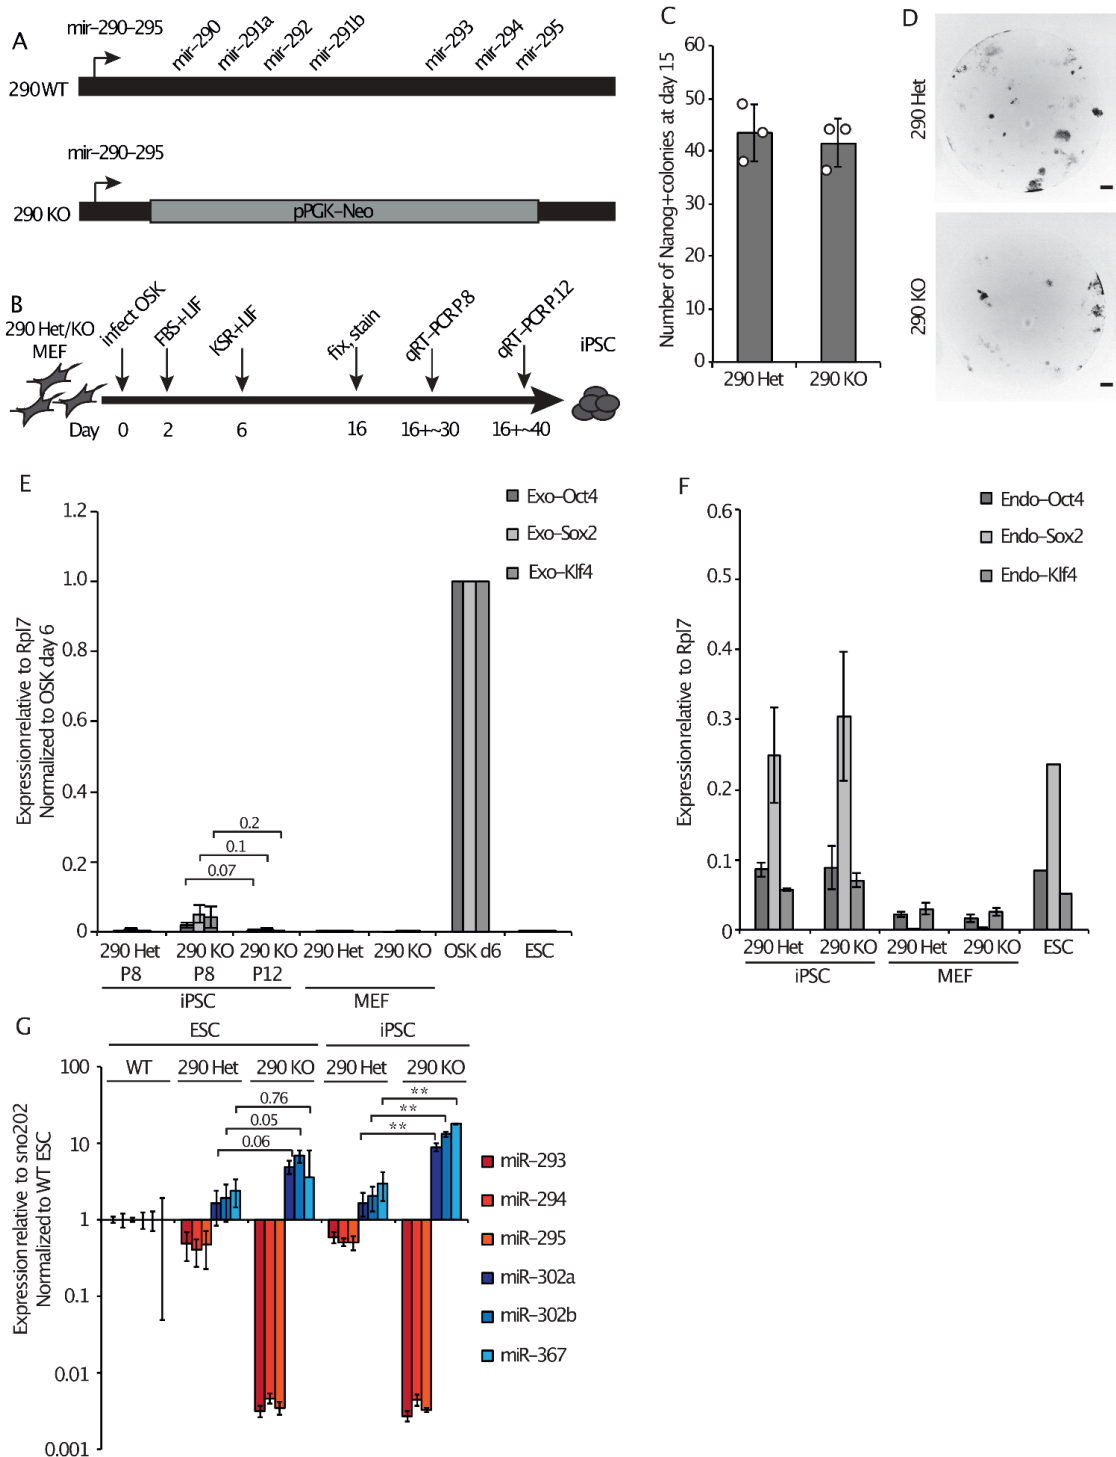 A
mir–290–295
mir–290
mir–291a
mir–292
mir–291b
mir–293
mir–294
mir–295
290 WT
mir–290–295
290 KO
pPGK–Neo
B
290 Het/KO
MEF
infect OSK
FBS+LIF
KSR+LIF
fix, stain
qRT–PCR P.8
qRT–PCR P.12
iPSC
Day
0
2
6
16
16+~30
16+~40
C
Number of Nanog+colonies at day 15
60
50
40
30
20
10
0
290 Het
290 KO
D
290 Het
290 KO
E
Expression relative to Rpl7
Normalized to OSK day 6
1.2
1.0
0.8
0.6
0.4
0.2
0
Exo–Oct4
Exo–Sox2
Exo–Klf4
0.2
0.1
0.07
290 Het
290 KO
290 KO
290 Het
290 KO
OSK d6
ESC
P8
P8
P12
iPSC
MEF
F
Expression relative to Rpl7
0.6
0.5
0.4
0.3
0.2
0.1
0
Endo–Oct4
Endo–Sox2
Endo–Klf4
290 Het
290 KO
290 Het
290 KO
ESC
iPSC
MEF
G
ESC
iPSC
WT
290 Het
290 KO
290 Het
290 KO
Expression relative to sno202
Normalized to WT ESC
100
10
1
0.1
0.01
0.001
0.76
0.05
0.06
**
**
**
miR–293
miR–294
miR–295
miR–302a
miR–302b
miR–367